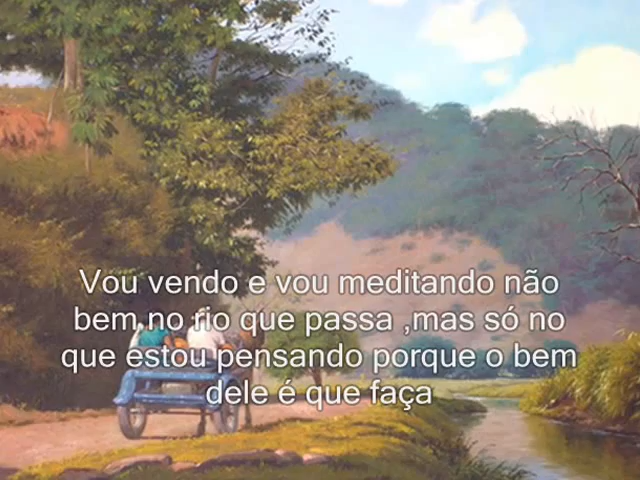 Vou vendo e vou meditando não
bem no rio que passa ,mas só no
que estou pensando porque o bem
dele é que faça